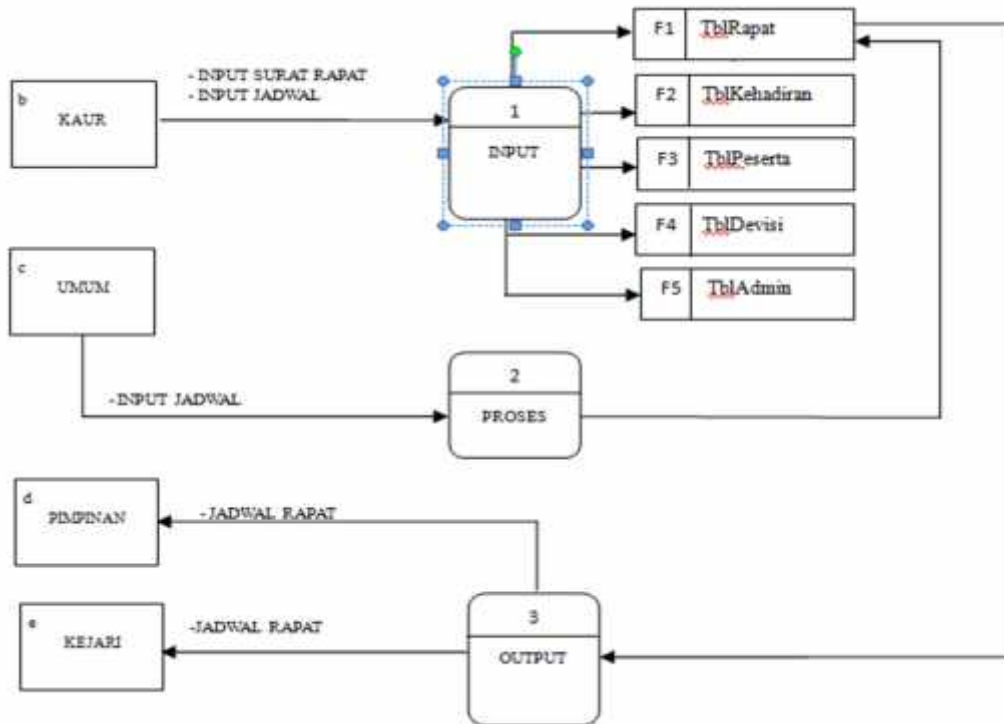 F1 TblRapat
- INPUT SURAT RAPAT
- INPUT JADWAL
b
KAUR
1
INPUT
F2 TblKehadiran
F3 TblPeserta
F4 TblDevisi
F5 TblAdmin
c
UMUM
- INPUT JADWAL
2
PROSES
d
PIMPINAN
- JADWAL RAPAT
e
KEJARI
-JADWAL RAPAT
3
OUTPUT